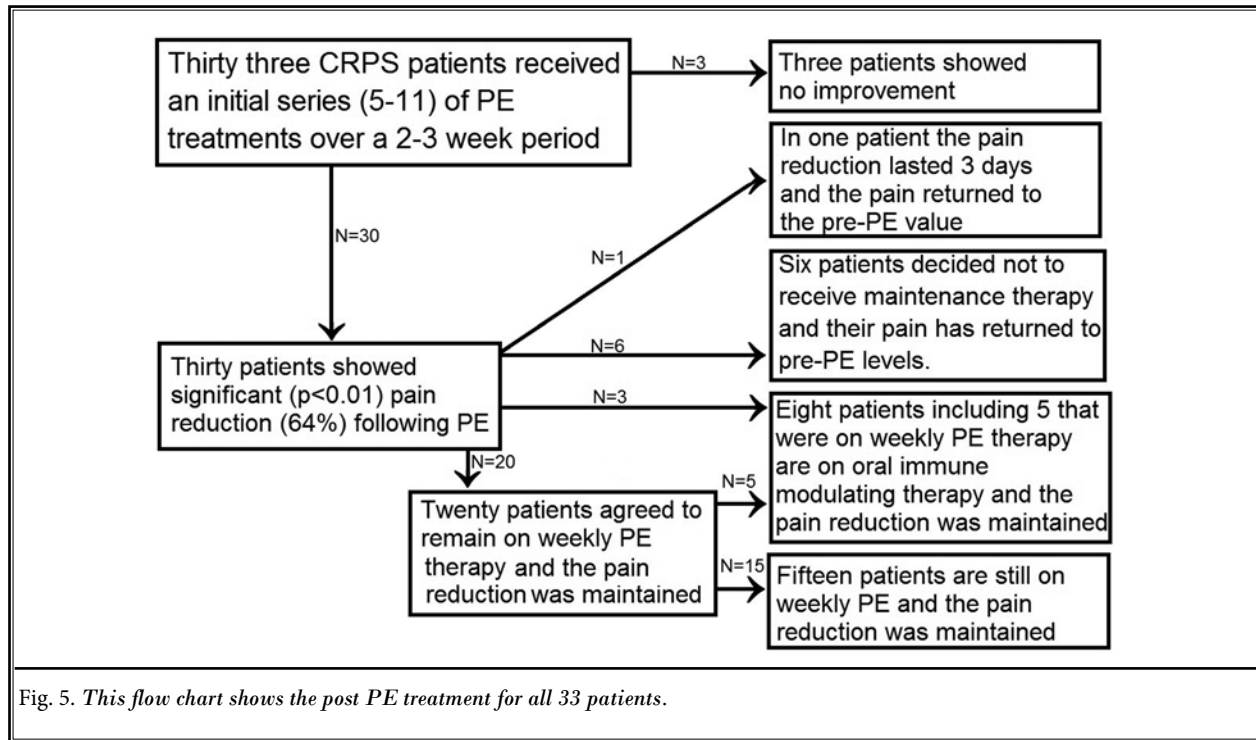 Thirty three CRPS patients received
an initial series (5-11) of PE
treatments over a 2-3 week period
N=3
Three patients showed
no improvement
In one patient the pain
reduction lasted 3 days
and the pain returned to
the pre-PE value
N=30
N=1
Six patients decided not to
receive maintenance therapy
and their pain has returned to
pre-PE levels.
N=6
Thirty patients showed
significant (p<0.01) pain
reduction (64%) following PE
N=3
Eight patients including 5 that
were on weekly PE therapy
are on oral immune
modulating therapy and the
pain reduction was maintained
N=20
N=5
Twenty patients agreed to
remain on weekly PE
therapy and the pain
reduction was maintained
N=15
Fifteen patients are still on
weekly PE and the pain
reduction was maintained
Fig. 5. This flow chart shows the post PE treatment for all 33 patients.